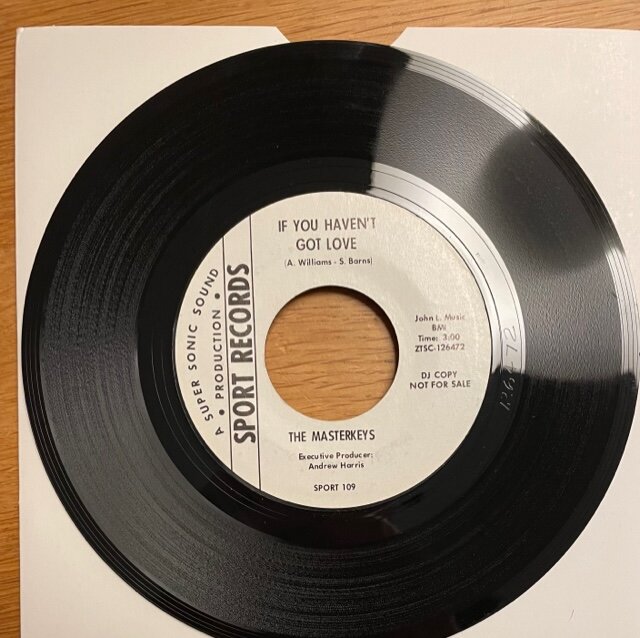 IF YOU HAVEN'T
GOT LOVE
(A. Williams - S. Barns)
A SUPER SONIC SOUND
• PRODUCTION •
SPORT RECORDS
John L. Music
BMI
Time: 3:00
ZTSC-126472
DJ COPY
NOT FOR SALE
THE MASTERKEYS
Executive Producer:
Andrew Harris
SPORT 109